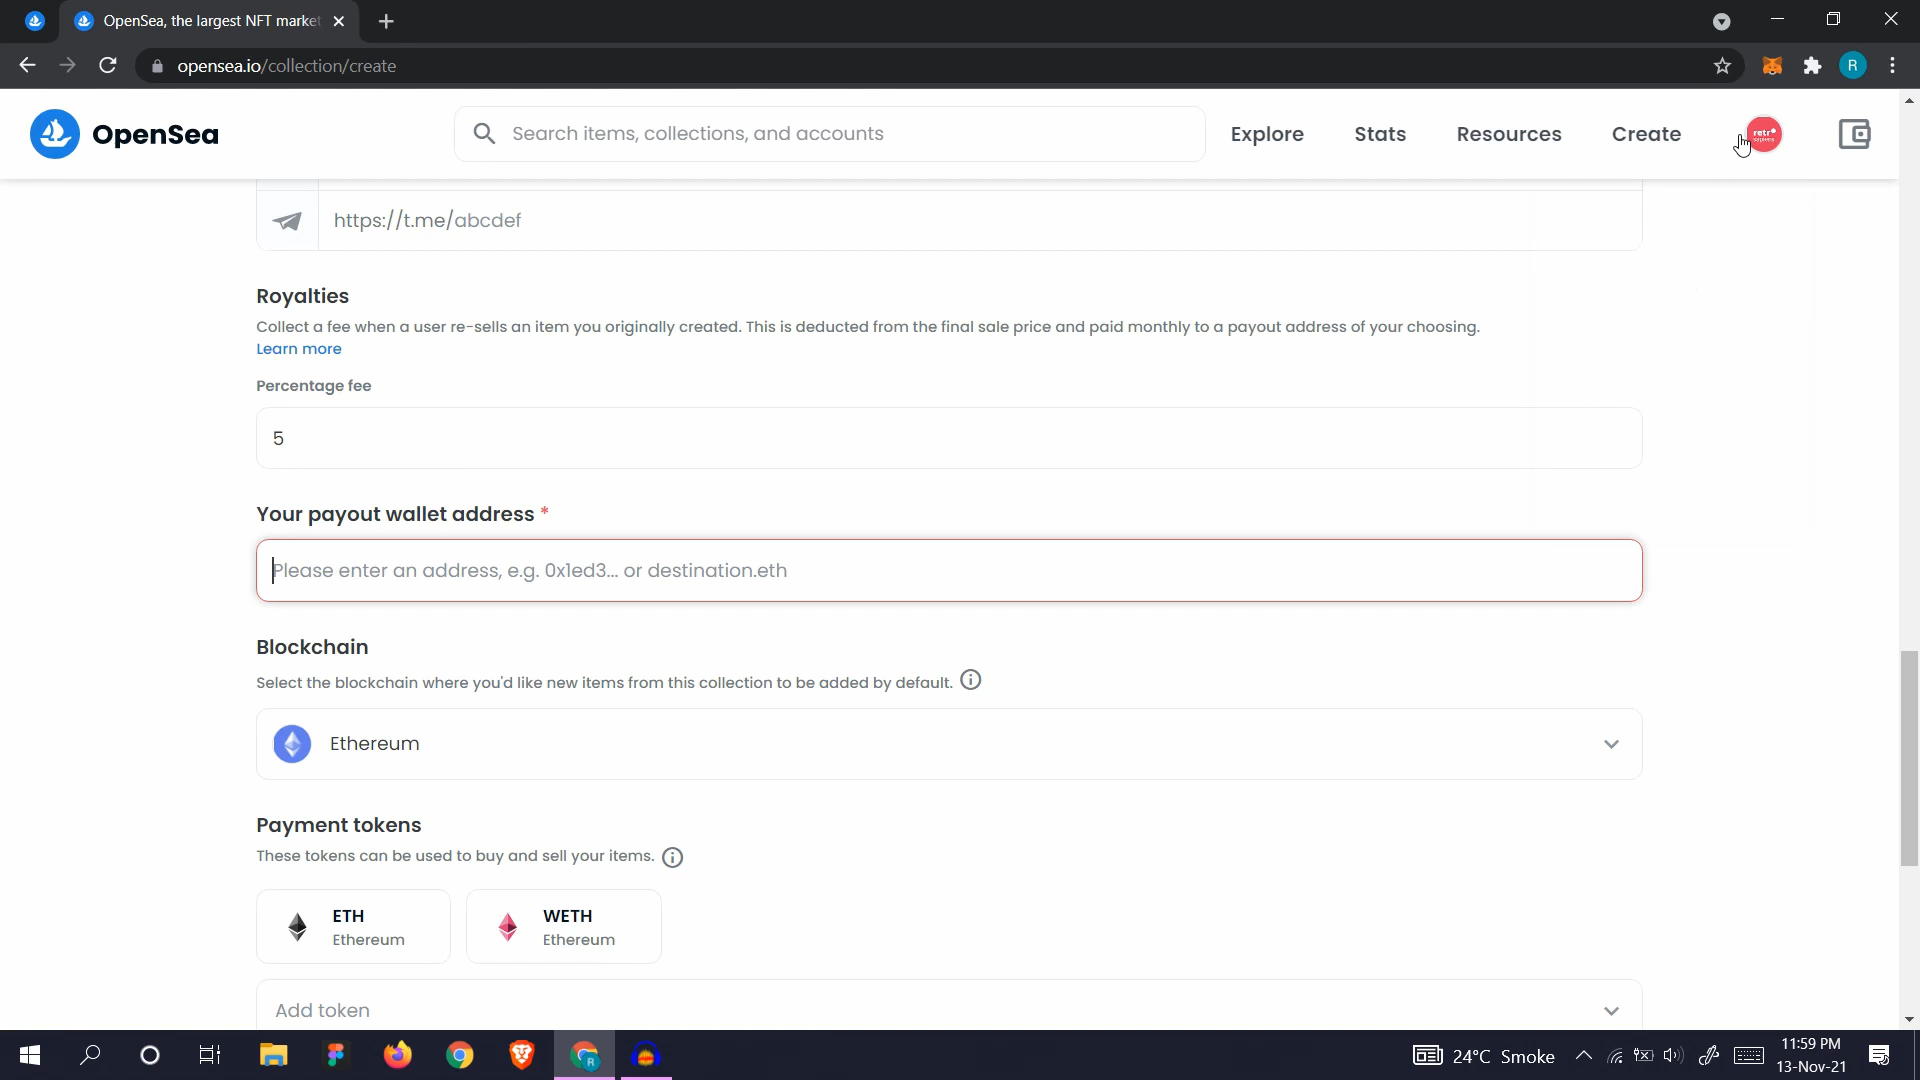 OpenSea, the largest NFT market
opensea.io/collection/create
R
OpenSea
Search items, collections, and accounts
Explore
Stats
Resources
Create
retr
https://t.me/abcdef
Royalties
Collect a fee when a user re-sells an item you originally created. This is deducted from the final sale price and paid monthly to a payout address of your choosing.
Learn more
Percentage fee
5
Your payout wallet address *
Please enter an address, e.g. 0x1ed3... or destination.eth
Blockchain
Select the blockchain where you'd like new items from this collection to be added by default.
Ethereum
Payment tokens
These tokens can be used to buy and sell your items.
ETH
Ethereum
WETH
Ethereum
Add token
R
24°C Smoke
11:59 PM
13-Nov-21